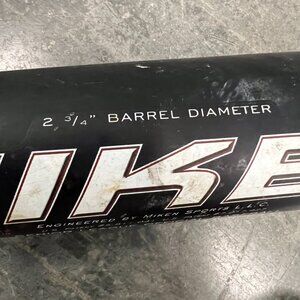 2 3/4" BARREL DIAMETER
IKE
ENGINEERED BY MIKEN SPORTS L.L.C.